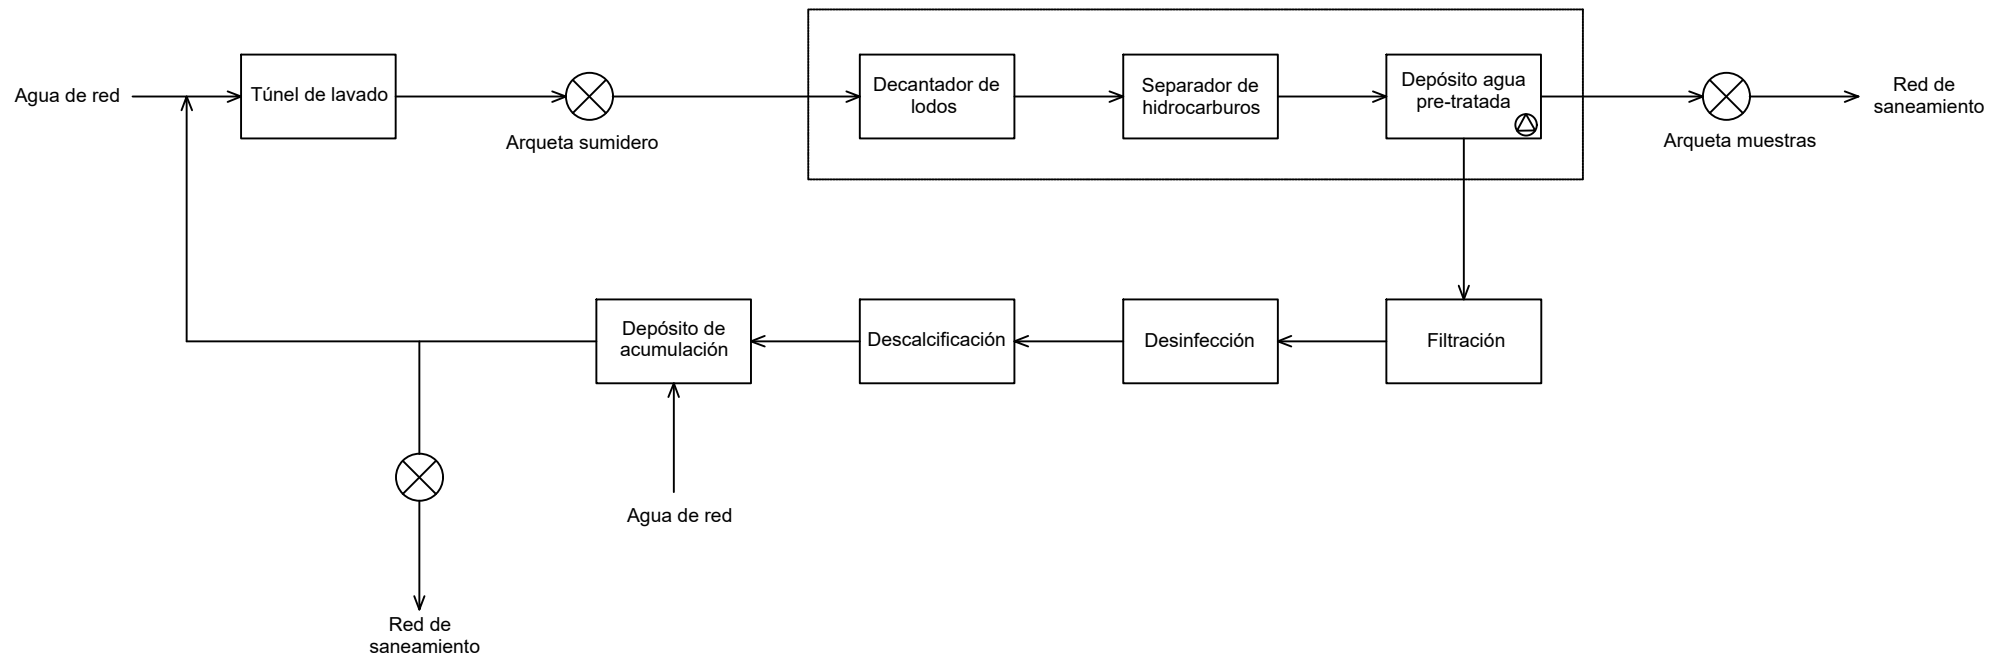 Agua de red
Túnel de lavado
Arqueta sumidero
Decantador de
lodos
Separador de
hidrocarburos
Depósito agua
pre-tratada
Arqueta muestras
Red de
saneamiento
Depósito de
acumulación
Descalcificación
Desinfección
Filtración
Agua de red
Red de
saneamiento